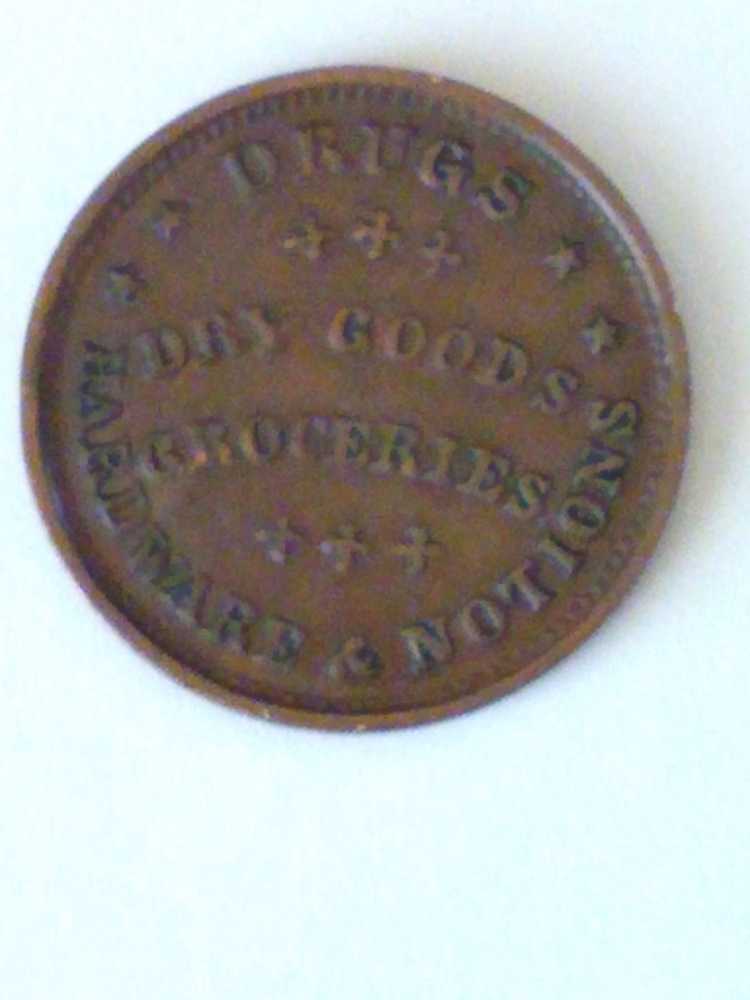 DRUGS
DRY GOODS
GROCERIES
HARDWARE & NOTIONS